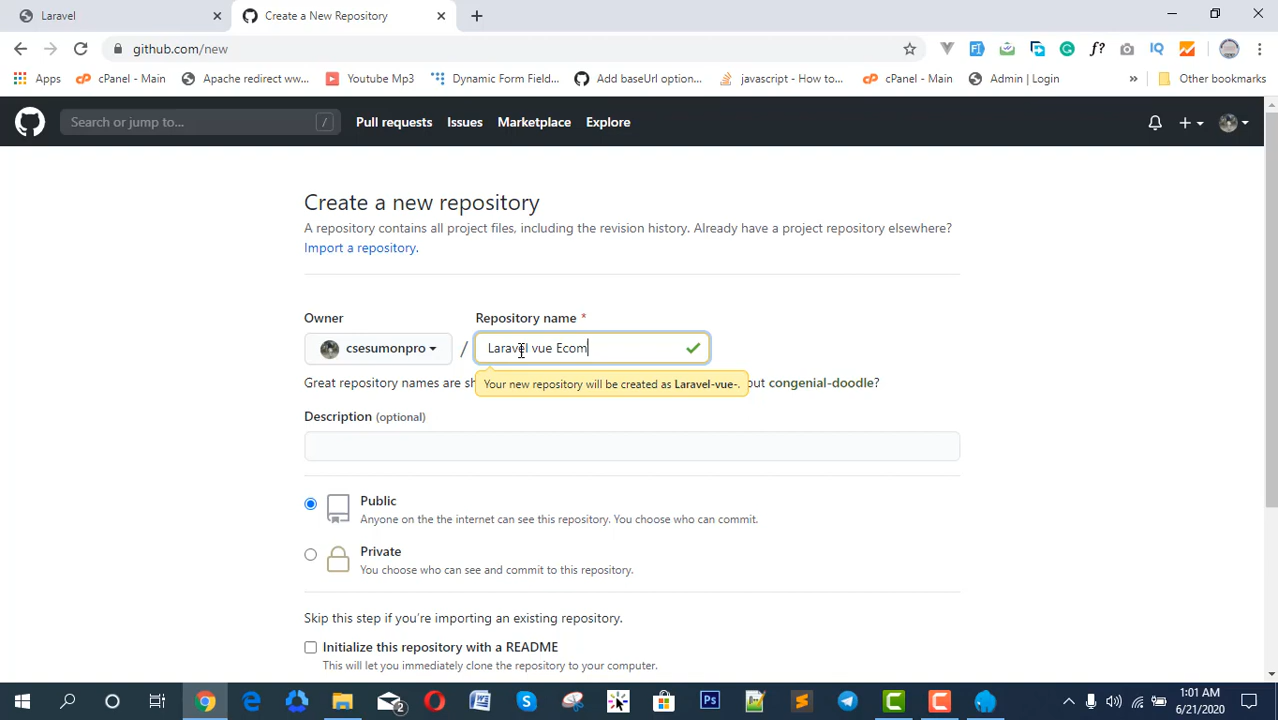 Laravel
Create a New Repository
github.com/new
Apps
cPanel - Main
Apache redirect ww...
Youtube Mp3
Dynamic Form Field...
Add baseUrl option...
javascript - How to...
cPanel - Main
Admin | Login
»
Other bookmarks
Search or jump to...
/
Pull requests
Issues
Marketplace
Explore
Create a new repository
A repository contains all project files, including the revision history. Already have a project repository elsewhere?
Import a repository.
Owner
Repository name *
csesumonpro
/
Laravel vue Ecom
Great repository names are sh
Your new repository will be created as Laravel-vue-.
out congenial-doodle?
Description (optional)
Public
Anyone on the the internet can see this repository. You choose who can commit.
Private
You choose who can see and commit to this repository.
Skip this step if you're importing an existing repository.
Initialize this repository with a README
This will let you immediately clone the repository to your computer.
1:01 AM
6/21/2020